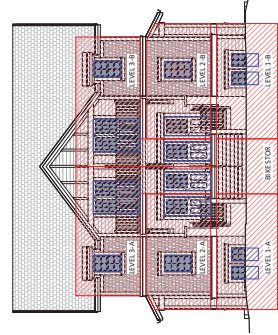 LEVEL 3-B
LEVEL 2-B
LEVEL 1-B
BIKE STOR
LEVEL 3-A
LEVEL 2-A
LEVEL 1-A